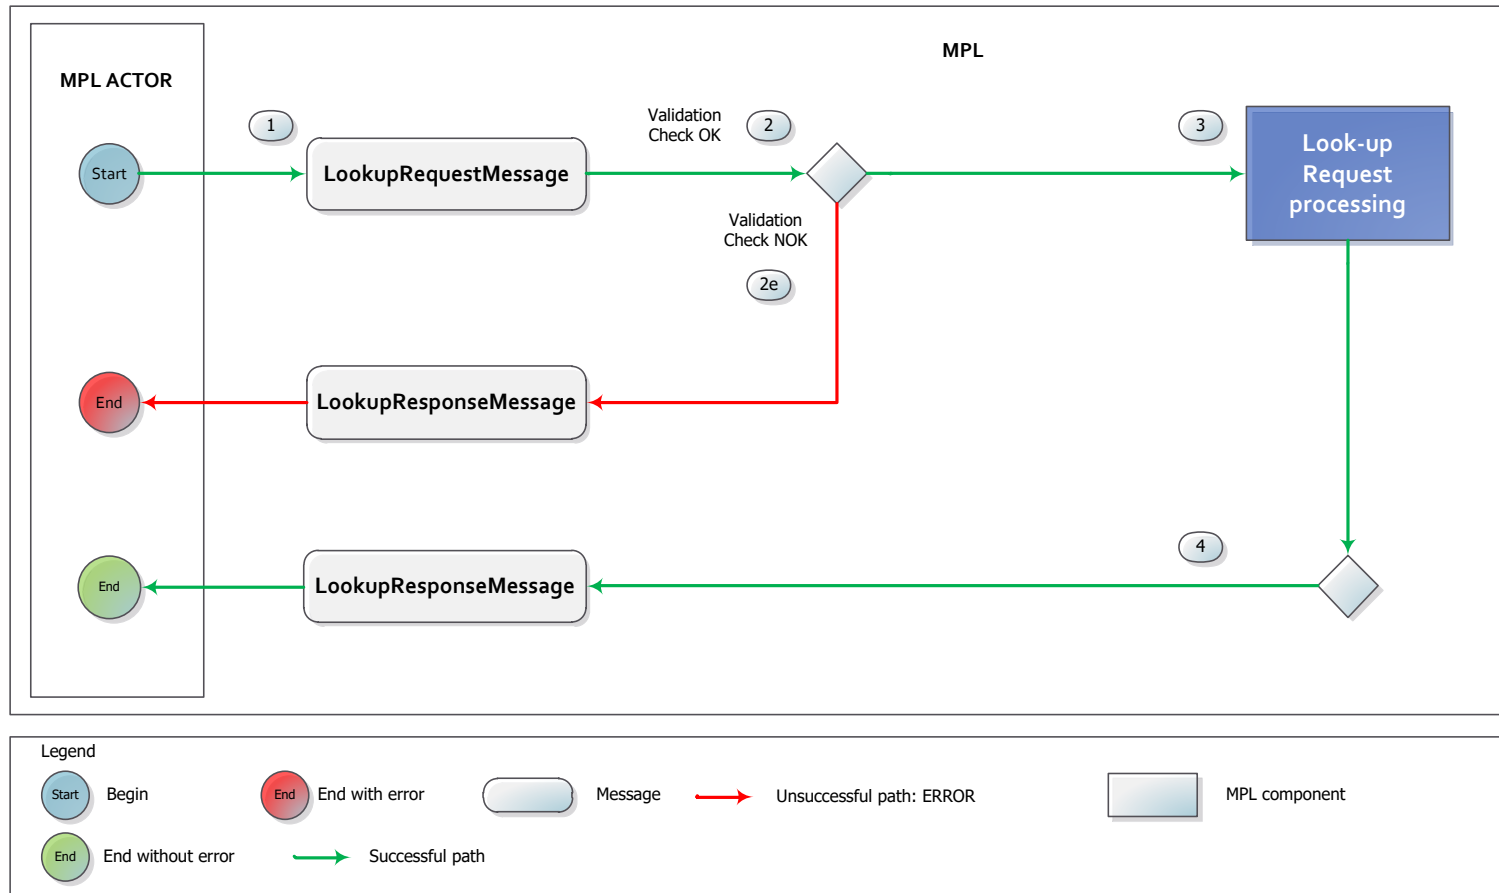 MPL
MPL ACTOR
1
Validation
Check OK
2
3
Start
LookupRequestMessage
Look-up
Request
processing
Validation
Check NOK
2e
End
LookupResponseMessage
4
End
LookupResponseMessage
Legend
Start
Begin
End
End with error
Message
Unsuccessful path: ERROR
MPL component
End
End without error
Successful path